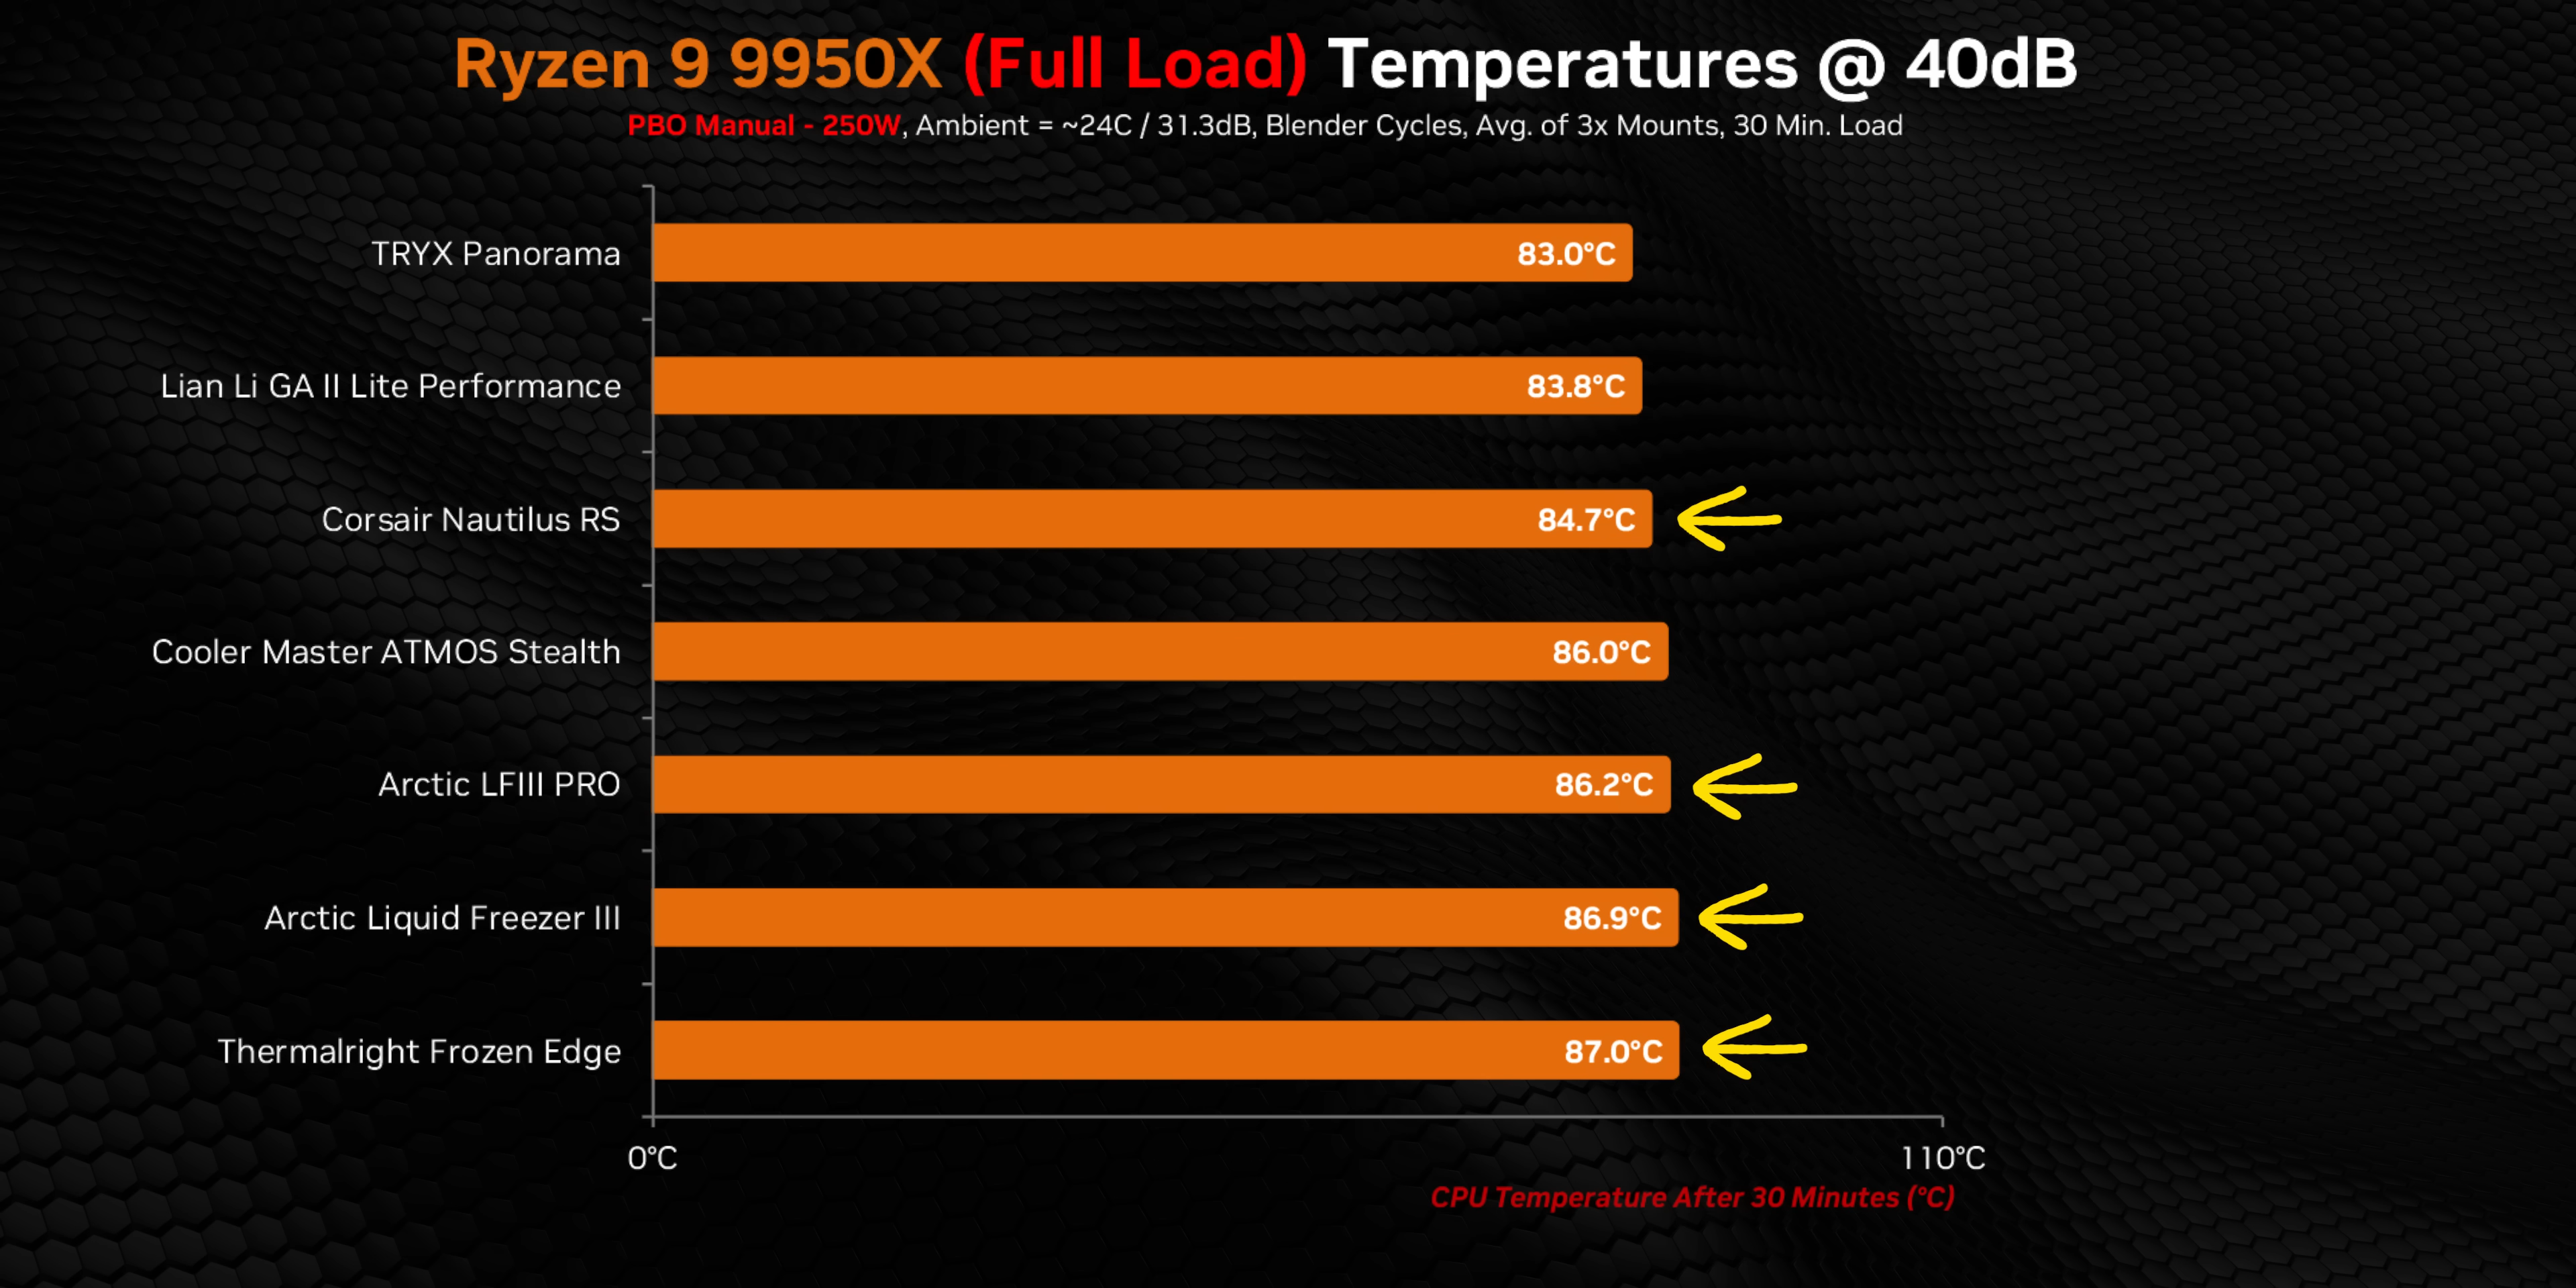 Ryzen 9 9950X (Full Load) Temperatures @ 40dB
PBO Manual - 250W, Ambient = ~24C / 31.3dB, Blender Cycles, Avg. of 3x Mounts, 30 Min. Load
TRYX Panorama 83.0°C
Lian Li GA II Lite Performance 83.8°C
Corsair Nautilus RS 84.7°C
Cooler Master ATMOS Stealth 86.0°C
Arctic LFIII PRO 86.2°C
Arctic Liquid Freezer III 86.9°C
Thermalright Frozen Edge 87.0°C
0°C 110°C
CPU Temperature After 30 Minutes (°C)